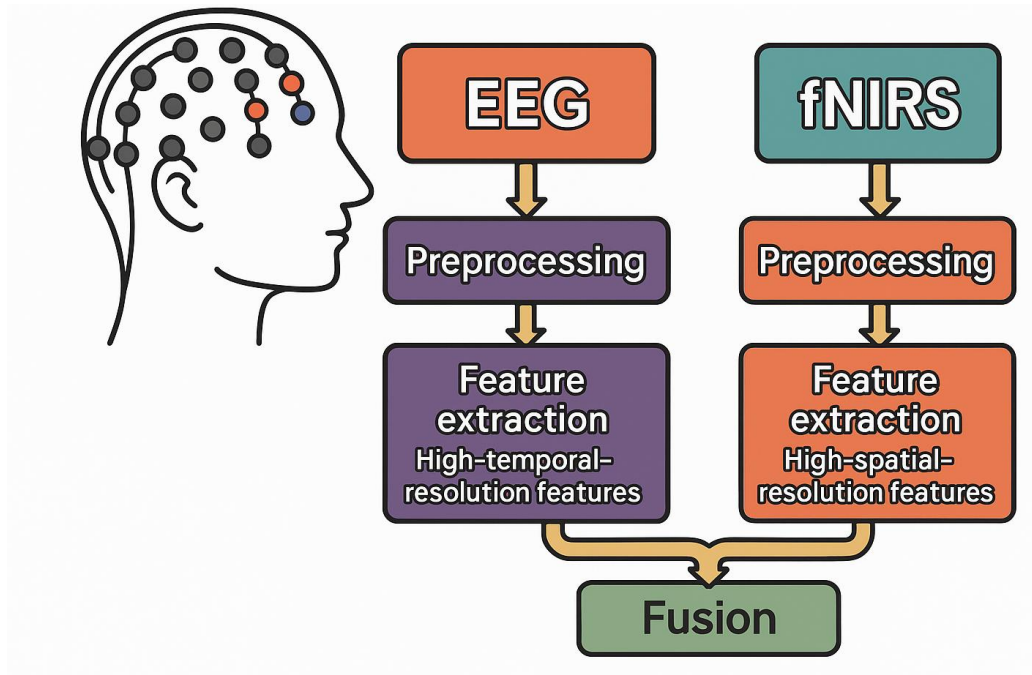 EEG
fNIRS
Preprocessing
Preprocessing
Feature
extraction
High-temporal-
resolution features
Feature
extraction
High-spatial-
resolution features
Fusion